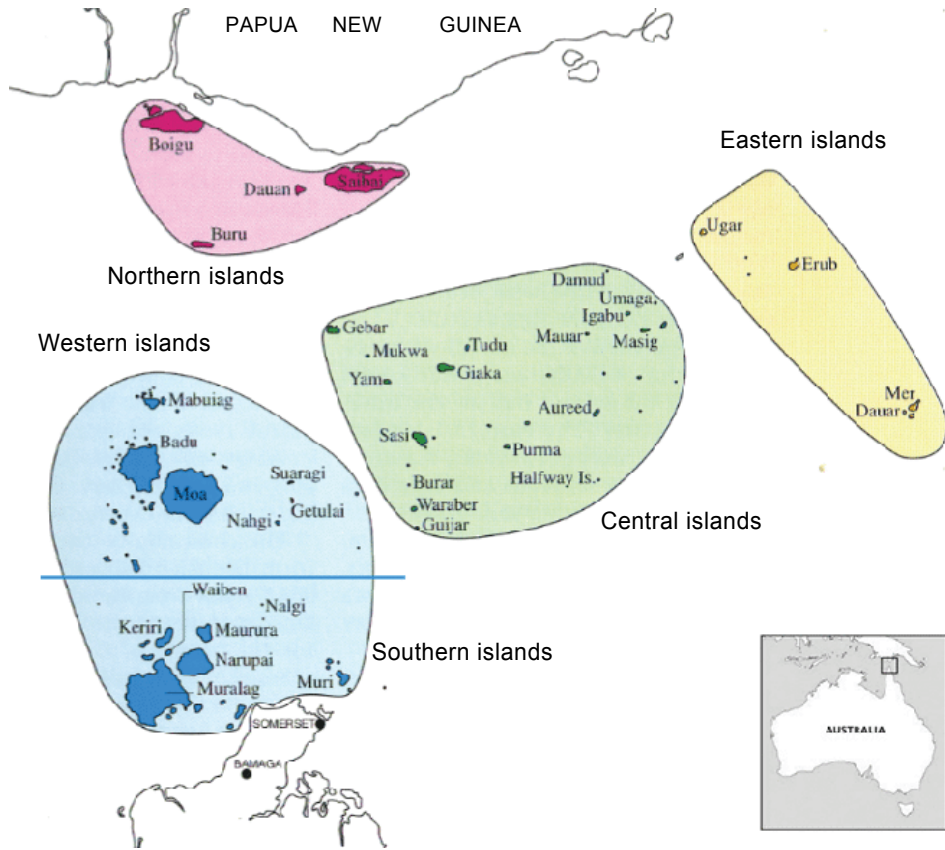 PAPUA NEW GUINEA
Eastern islands
Boigu
Dauan
Saibai
Buru
Northern islands
Ugar
Erub
Mer
Dauar
Damud
Umaga
Igabu
Gebar
Mukwa
Tudu
Mauar
Masig
Yam
Giaka
Aureed
Sasi
Purma
Burar
Halfway Is.
Waraber
Guijar
Central islands
Western islands
Mabuiag
Badu
Moa
Suaragi
Getulai
Nahgi
Waiben
Nalgi
Keriri
Maurura
Narupai
Muralag
Muri
Southern islands
SOMERSET
BAMAGA
AUSTRALIA